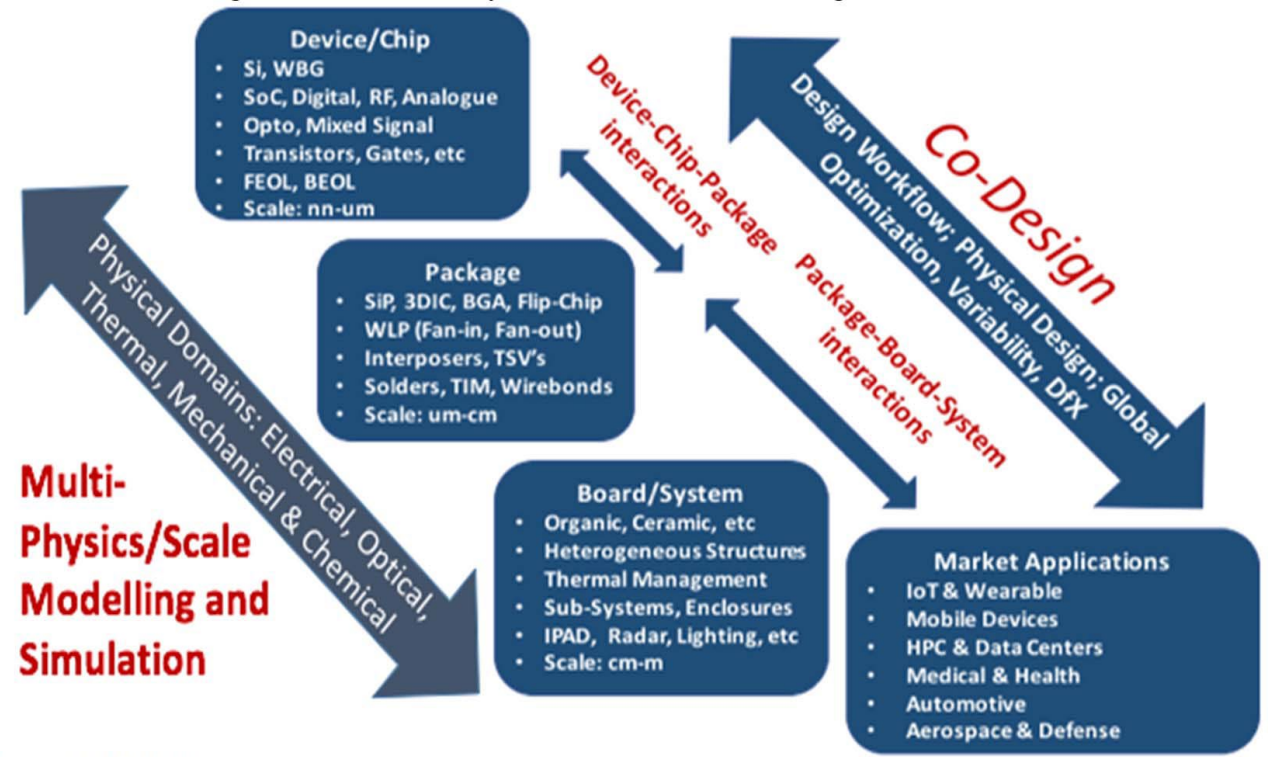 Device/Chip
• Si, WBG
• SoC, Digital, RF, Analogue
• Opto, Mixed Signal
• Transistors, Gates, etc
• FEOL, BEOL
• Scale: nn-um
Device-Chip-Package
interactions
Co-Design
Design Workflow; Physical Design; Global
Optimization, Variability, DfX
Physical Domains: Electrical, Optical,
Thermal, Mechanical & Chemical
Package
• SiP, 3DIC, BGA, Flip-Chip
• WLP (Fan-in, Fan-out)
• Interposers, TSV's
• Solders, TIM, Wirebonds
• Scale: um-cm
Package-Board-System
interactions
Multi-
Physics/Scale
Modelling and
Simulation
Board/System
• Organic, Ceramic, etc
• Heterogeneous Structures
• Thermal Management
• Sub-Systems, Enclosures
• IPAD, Radar, Lighting, etc
• Scale: cm-m
Market Applications
• IoT & Wearable
• Mobile Devices
• HPC & Data Centers
• Medical & Health
• Automotive
• Aerospace & Defense